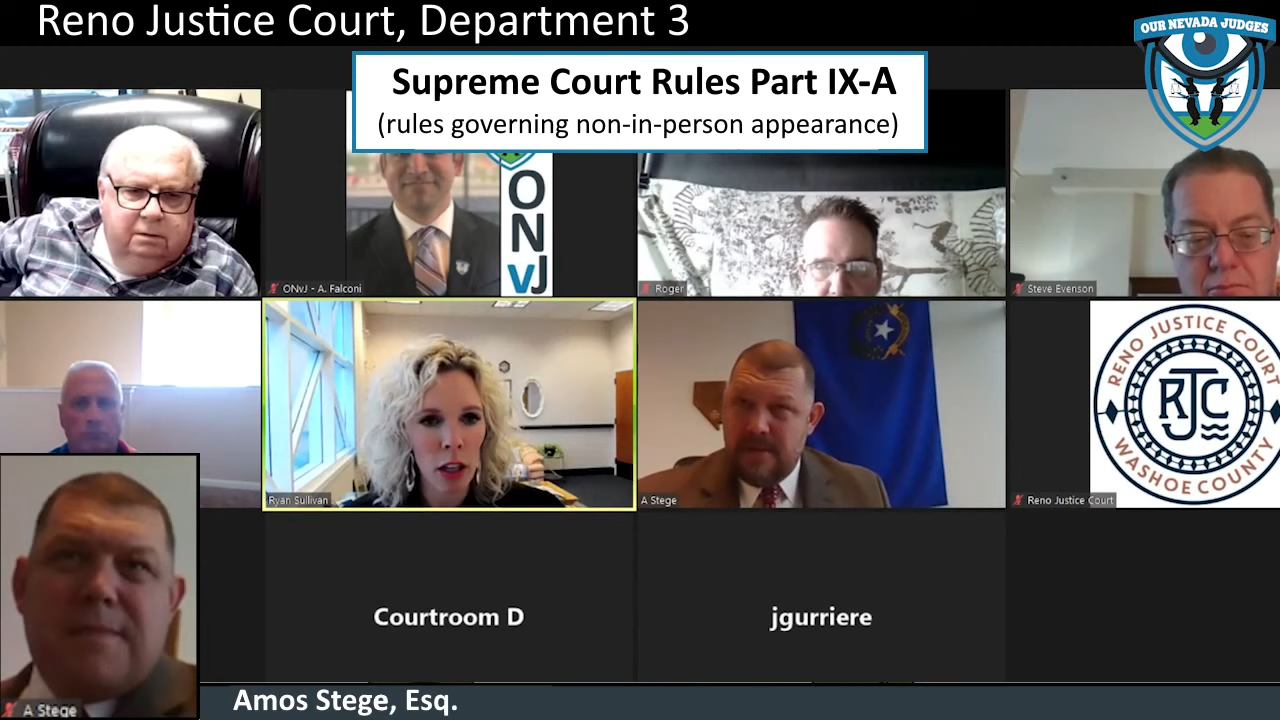 Reno Justice Court, Department 3
OUR NEVADA JUDGES
Supreme Court Rules Part IX-A
(rules governing non-in-person appearance)
ONvJ
ONvJ - A. Falconi
Roger
Steve Evenson
Ryan Sullivan
A Stege
RENO JUSTICE COURT
RJC
WASHOE COUNTY
Reno Justice Court
Courtroom D
jgurriere
A Stege
Amos Stege, Esq.